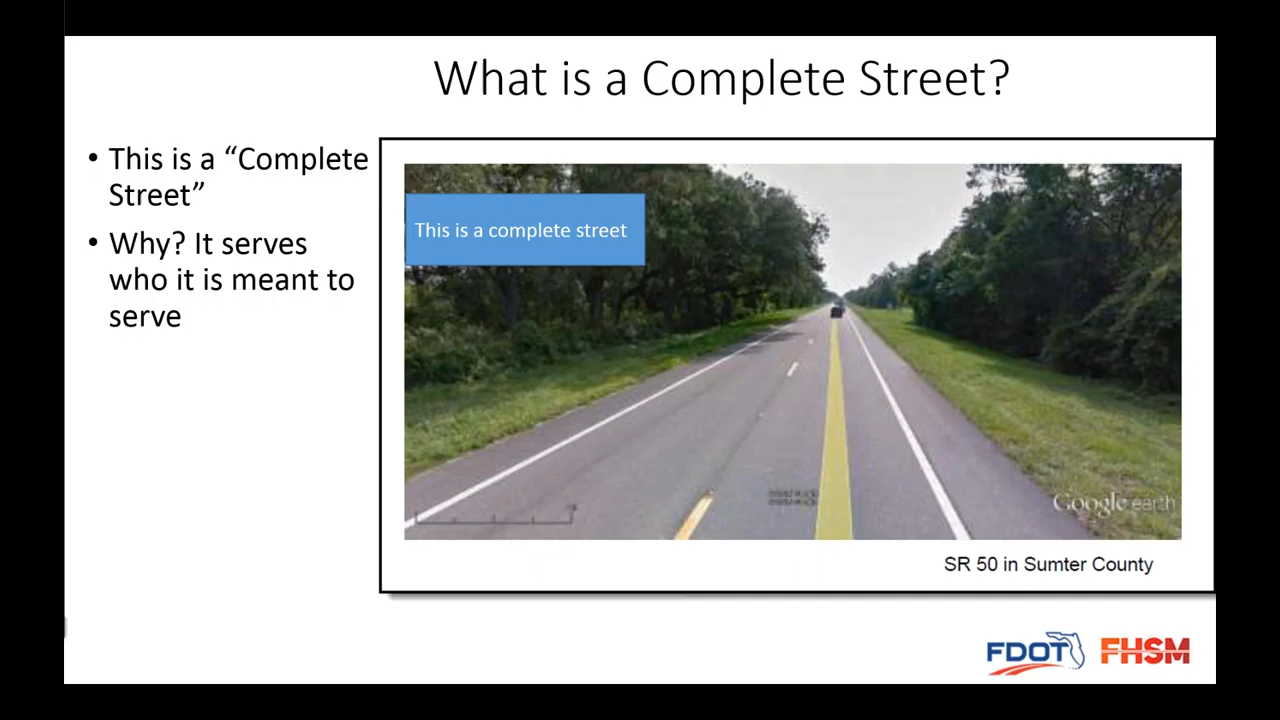 What is a Complete Street?
• This is a “Complete
Street”
• Why? It serves
who it is meant to
serve
This is a complete street
Google earth
SR 50 in Sumter County
FDOT FHSM